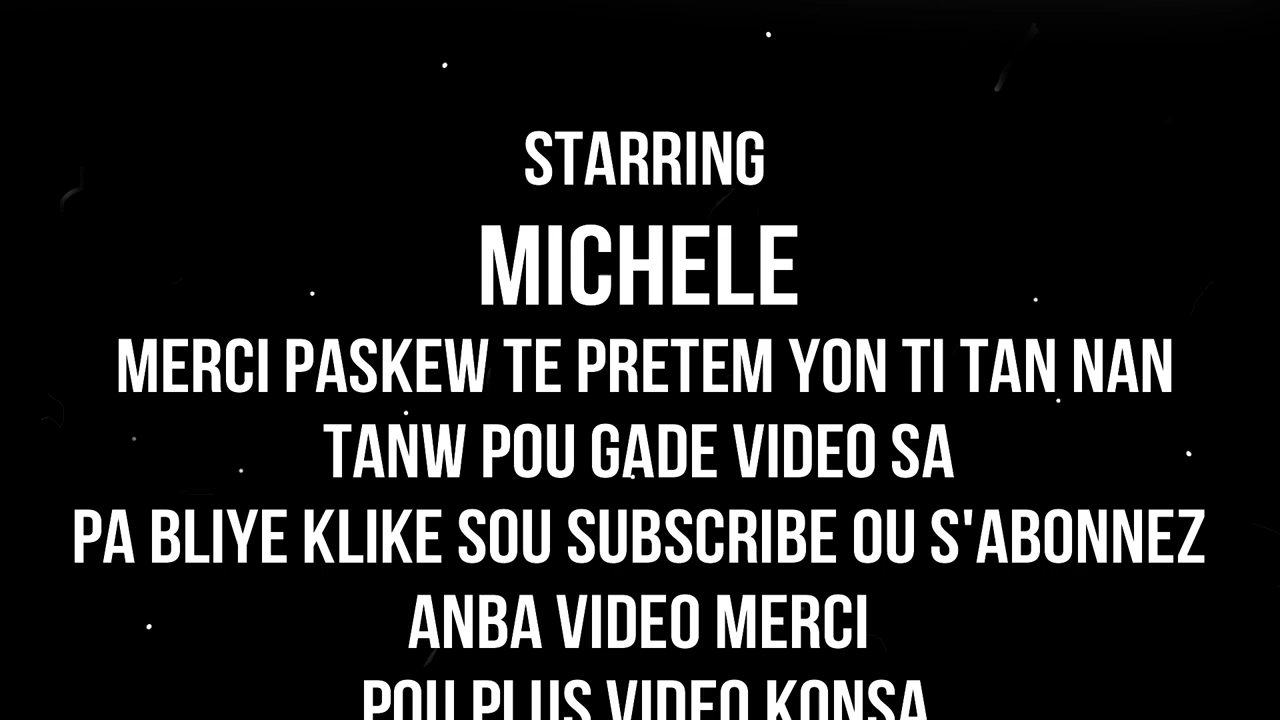 STARRING
MICHELE
MERCI PASKEW TE PRETEM YON TI TAN NAN
TANW POU GADE VIDEO SA
PA BLIYE KLIKE SOU SUBSCRIBE OU S'ABONNEZ
ANBA VIDEO MERCI
POU PLUS VIDEO KONSA